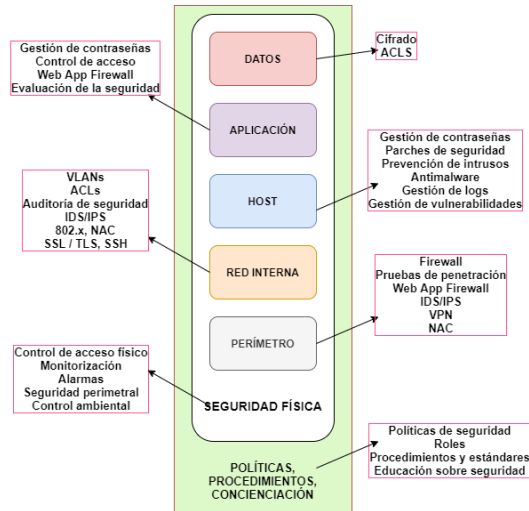 Gestión de contraseñas
Control de acceso
Web App Firewall
Evaluación de la seguridad
DATOS
Cifrado
ACLS
APLICACIÓN
VLANs
ACLs
Auditoría de seguridad
IDS/IPS
802.x, NAC
SSL / TLS, SSH
HOST
Gestión de contraseñas
Parches de seguridad
Prevención de intrusos
Antimalware
Gestión de logs
Gestión de vulnerabilidades
RED INTERNA
Firewall
Pruebas de penetración
Web App Firewall
IDS/IPS
VPN
NAC
PERÍMETRO
Control de acceso físico
Monitorización
Alarmas
Seguridad perimetral
Control ambiental
SEGURIDAD FÍSICA
Políticas de seguridad
Roles
Procedimientos y estándares
Educación sobre seguridad
POLÍTICAS,
PROCEDIMIENTOS,
CONCIENCIACIÓN